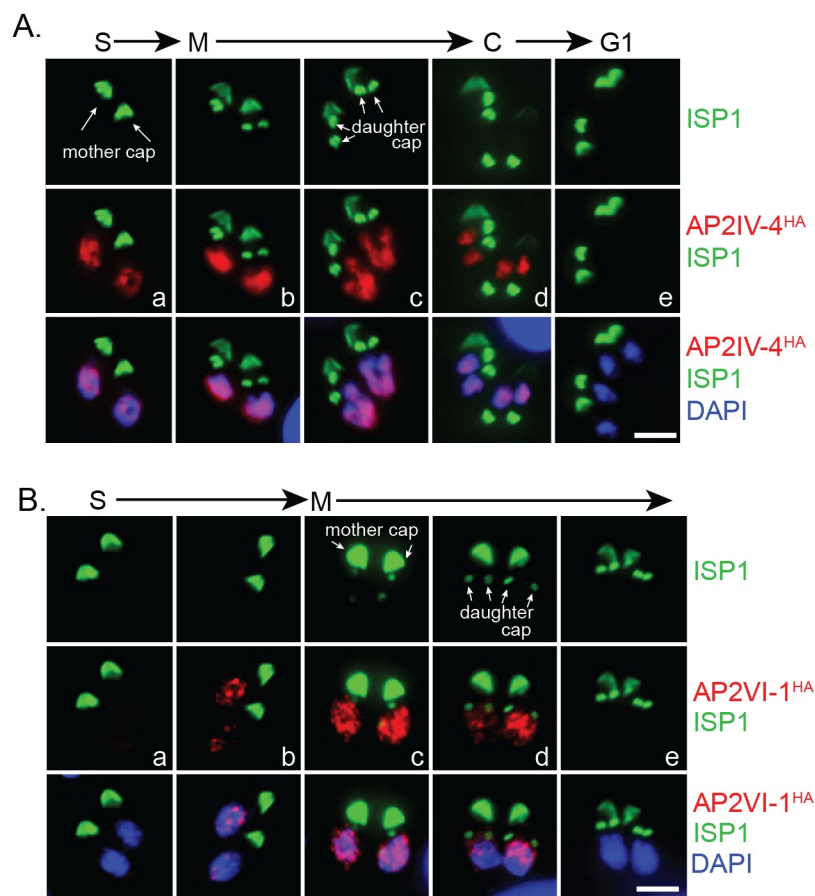 A.
S M C G1
mother cap
daughter
cap
ISP1
AP2IV-4HA
ISP1
a b c d e
AP2IV-4HA
ISP1
DAPI
B.
S M
mother cap
daughter
cap
ISP1
AP2VI-1HA
ISP1
a b c d e
AP2VI-1HA
ISP1
DAPI